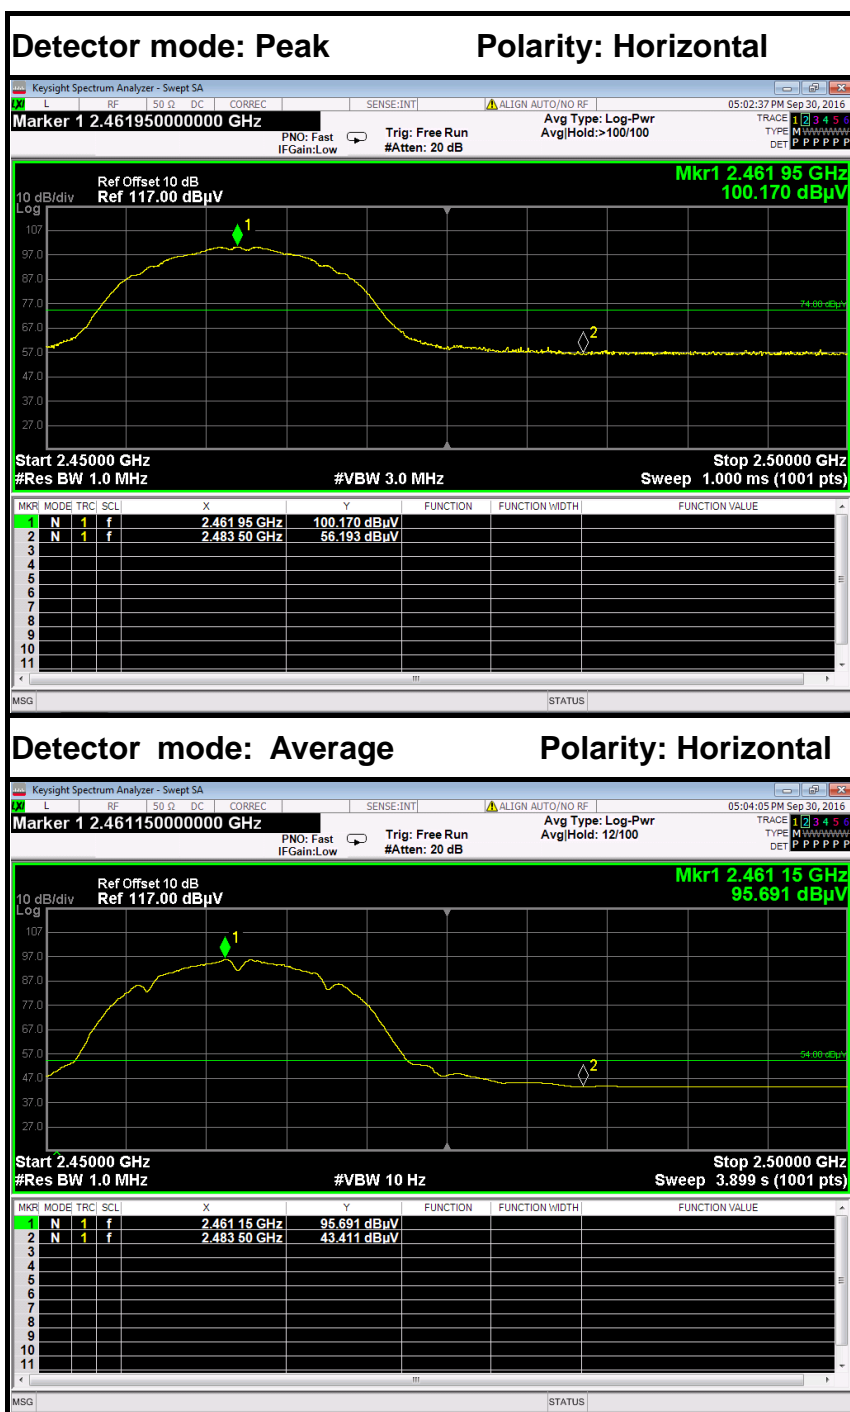 Detector mode: Peak Polarity: Horizontal
Keysight Spectrum Analyzer - Swept SA
LXI L RF 50 Ω DC CORREC SENSE:INT ALIGN AUTO/NO RF 05:02:37 PM Sep 30, 2016
Marker 1 2.461950000000 GHz
PNO: Fast
IFGain:Low
Trig: Free Run
#Atten: 20 dB
Avg Type: Log-Pwr
Avg|Hold:>100/100
TRACE 1 2 3 4 5 6
TYPE M W W W W W
DET P P P P P P
Mkr1 2.461 95 GHz
100.170 dBµV
Ref Offset 10 dB
10 dB/div Ref 117.00 dBµV
Log
107
97.0
87.0
77.0
67.0
57.0
47.0
37.0
27.0
1
74.00 dBµV
2
Start 2.45000 GHz Stop 2.50000 GHz
#Res BW 1.0 MHz #VBW 3.0 MHz Sweep 1.000 ms (1001 pts)
MKR MODE TRC SCL X Y FUNCTION FUNCTION WIDTH FUNCTION VALUE
1 N 1 f 2.461 95 GHz 100.170 dBµV
2 N 1 f 2.483 50 GHz 56.193 dBµV
3
4
5
6
7
8
9
10
11
MSG STATUS
Detector mode: Average Polarity: Horizontal
Keysight Spectrum Analyzer - Swept SA
LXI L RF 50 Ω DC CORREC SENSE:INT ALIGN AUTO/NO RF 05:04:05 PM Sep 30, 2016
Marker 1 2.461150000000 GHz
PNO: Fast
IFGain:Low
Trig: Free Run
#Atten: 20 dB
Avg Type: Log-Pwr
Avg|Hold: 12/100
TRACE 1 2 3 4 5 6
TYPE M W W W W W
DET P P P P P P
Mkr1 2.461 15 GHz
95.691 dBµV
Ref Offset 10 dB
10 dB/div Ref 117.00 dBµV
Log
107
97.0
87.0
77.0
67.0
57.0
47.0
37.0
27.0
1
54.00 dBµV
2
Start 2.45000 GHz Stop 2.50000 GHz
#Res BW 1.0 MHz #VBW 10 Hz Sweep 3.899 s (1001 pts)
MKR MODE TRC SCL X Y FUNCTION FUNCTION WIDTH FUNCTION VALUE
1 N 1 f 2.461 15 GHz 95.691 dBµV
2 N 1 f 2.483 50 GHz 43.411 dBµV
3
4
5
6
7
8
9
10
11
MSG STATUS